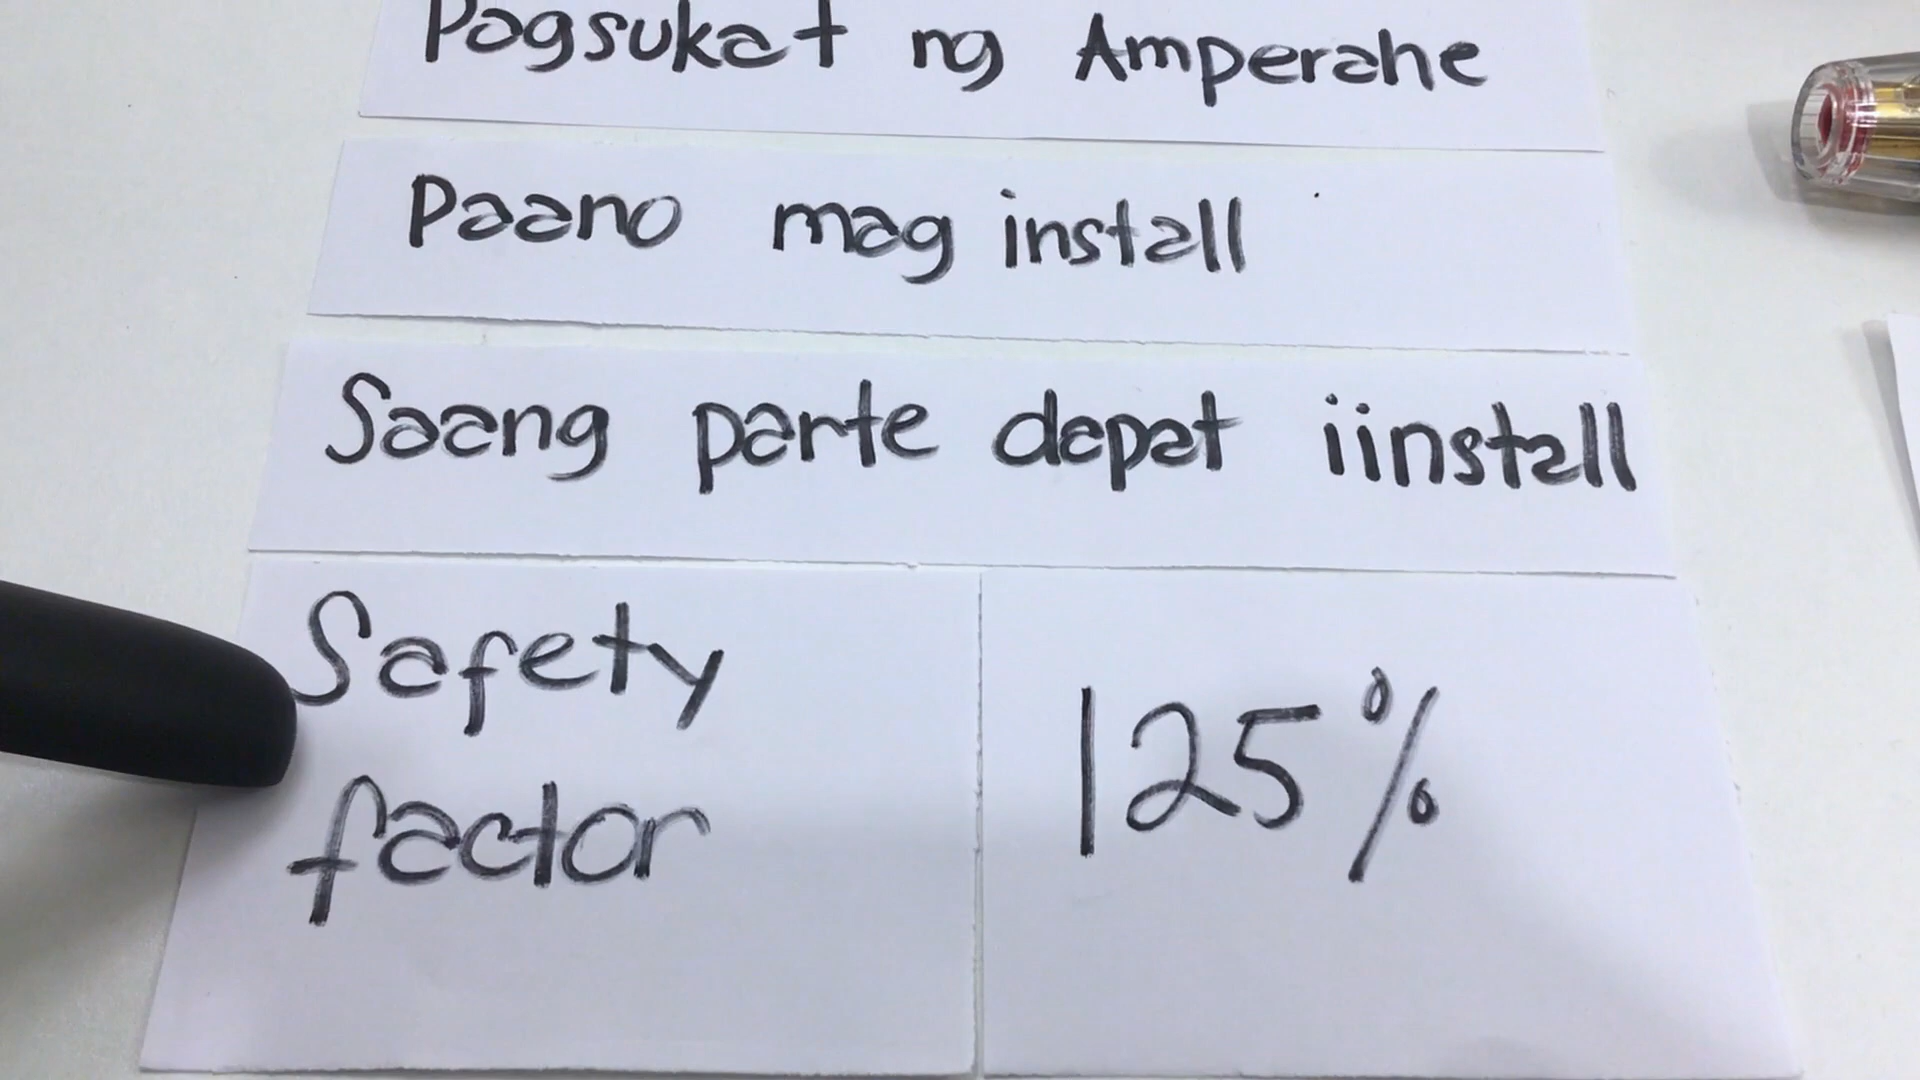 Pagsukat ng Amperahe
Paano mag install
Saang parte dapat iinstall
Safety
factor
125%